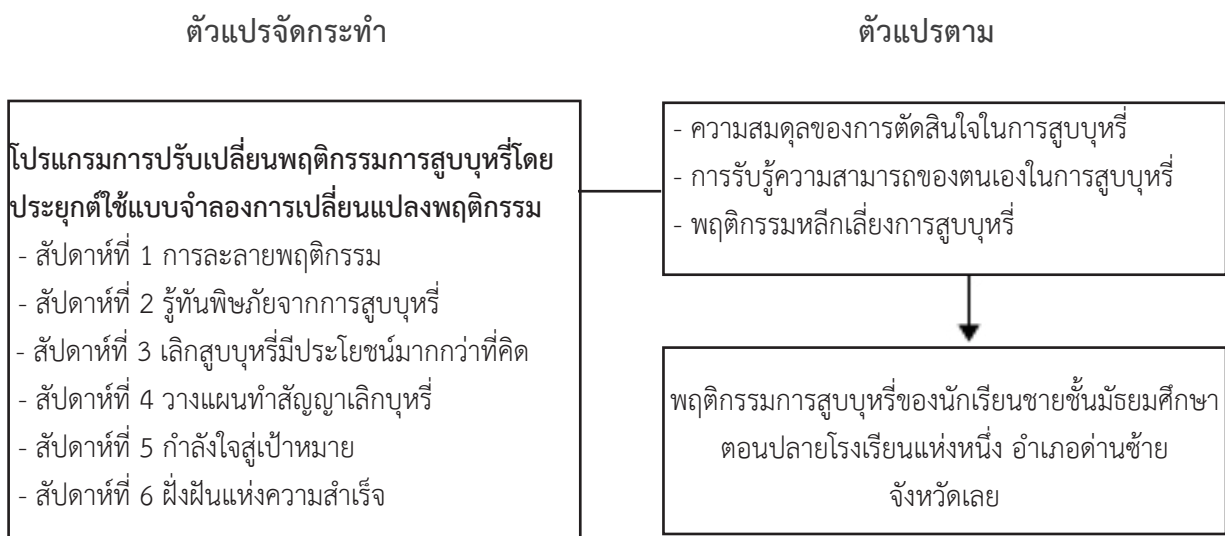 ตัวแปรจัดกระทำ
ตัวแปรตาม
โปรแกรมการปรับเปลี่ยนพฤติกรรมการสูบบุหรี่โดย
ประยุกต์ใช้แบบจำลองการเปลี่ยนแปลงพฤติกรรม
- สัปดาห์ที่ 1 การละลายพฤติกรรม
- สัปดาห์ที่ 2 รู้ทันพิษภัยจากการสูบบุหรี่
- สัปดาห์ที่ 3 เลิกสูบบุหรี่มีประโยชน์มากกว่าที่คิด
- สัปดาห์ที่ 4 วางแผนทำสัญญาเลิกบุหรี่
- สัปดาห์ที่ 5 กำลังใจสู่เป้าหมาย
- สัปดาห์ที่ 6 ฝั่งฝันแห่งความสำเร็จ
- ความสมดุลของการตัดสินใจในการสูบบุหรี่
- การรับรู้ความสามารถของตนเองในการสูบบุหรี่
- พฤติกรรมหลีกเลี่ยงการสูบบุหรี่
พฤติกรรมการสูบบุหรี่ของนักเรียนชายชั้นมัธยมศึกษา
ตอนปลายโรงเรียนแห่งหนึ่ง อำเภอด่านซ้าย
จังหวัดเลย